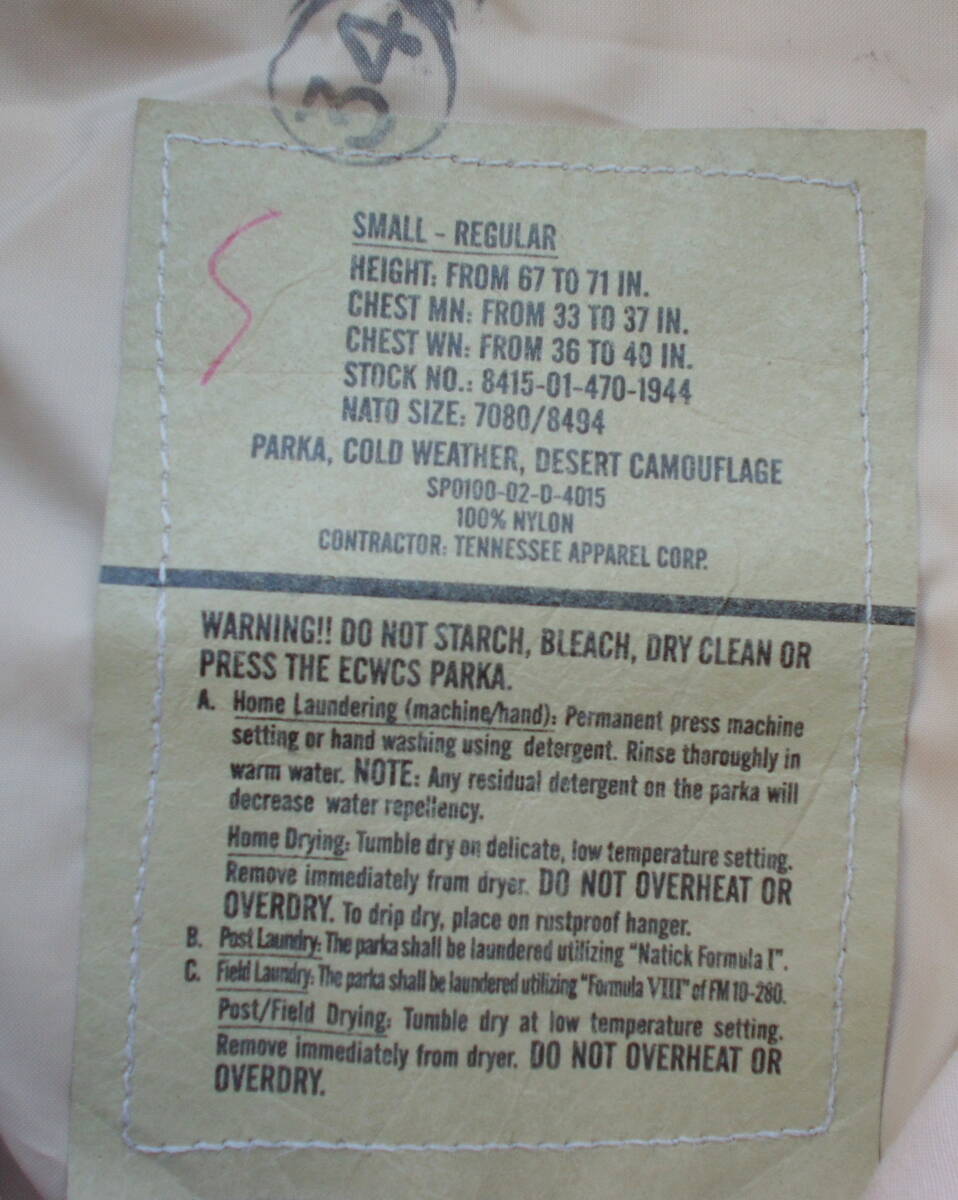 34
S
SMALL - REGULAR
HEIGHT: FROM 67 TO 71 IN.
CHEST MN: FROM 33 TO 37 IN.
CHEST WN: FROM 36 TO 40 IN.
STOCK NO.: 8415-01-470-1944
NATO SIZE: 7080/8494
PARKA, COLD WEATHER, DESERT CAMOUFLAGE
SP0100-02-D-4015
100% NYLON
CONTRACTOR: TENNESSEE APPAREL CORP.
WARNING!! DO NOT STARCH, BLEACH, DRY CLEAN OR
PRESS THE ECWCS PARKA.
A. Home Laundering (machine/hand): Permanent press machine
setting or hand washing using detergent. Rinse thoroughly in
warm water. NOTE: Any residual detergent on the parka will
decrease water repellency.
Home Drying: Tumble dry on delicate, low temperature setting.
Remove immediately from dryer. DO NOT OVERHEAT OR
OVERDRY. To drip dry, place on rustproof hanger.
B. Post Laundry: The parka shall be laundered utilizing "Natick Formula I".
C. Field Laundry: The parka shall be laundered utilizing "Formula VIII" of FM 10-280.
Post/Field Drying: Tumble dry at low temperature setting.
Remove immediately from dryer. DO NOT OVERHEAT OR
OVERDRY.